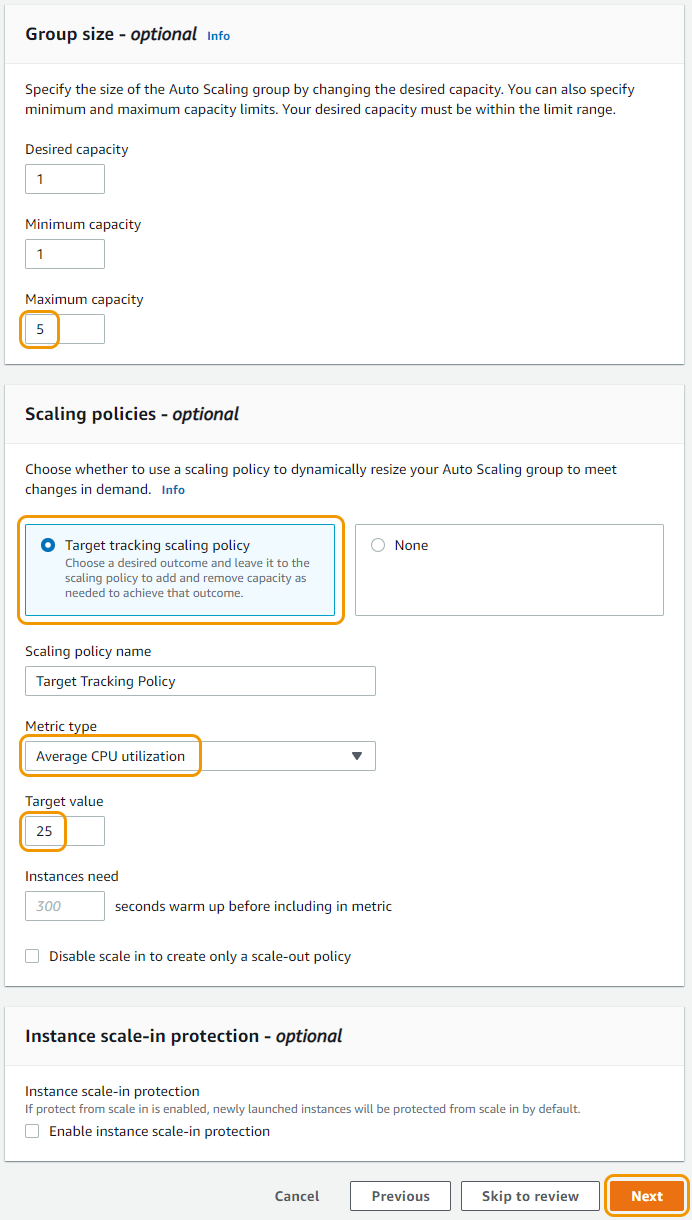 Group size - optional Info
Specify the size of the Auto Scaling group by changing the desired capacity. You can also specify
minimum and maximum capacity limits. Your desired capacity must be within the limit range.
Desired capacity
1
Minimum capacity
1
Maximum capacity
5
Scaling policies - optional
Choose whether to use a scaling policy to dynamically resize your Auto Scaling group to meet
changes in demand. Info
Target tracking scaling policy
Choose a desired outcome and leave it to the
scaling policy to add and remove capacity as
needed to achieve that outcome.
None
Scaling policy name
Target Tracking Policy
Metric type
Average CPU utilization
Target value
25
Instances need
300 seconds warm up before including in metric
Disable scale in to create only a scale-out policy
Instance scale-in protection - optional
Instance scale-in protection
If protect from scale in is enabled, newly launched instances will be protected from scale in by default.
Enable instance scale-in protection
Cancel Previous Skip to review Next